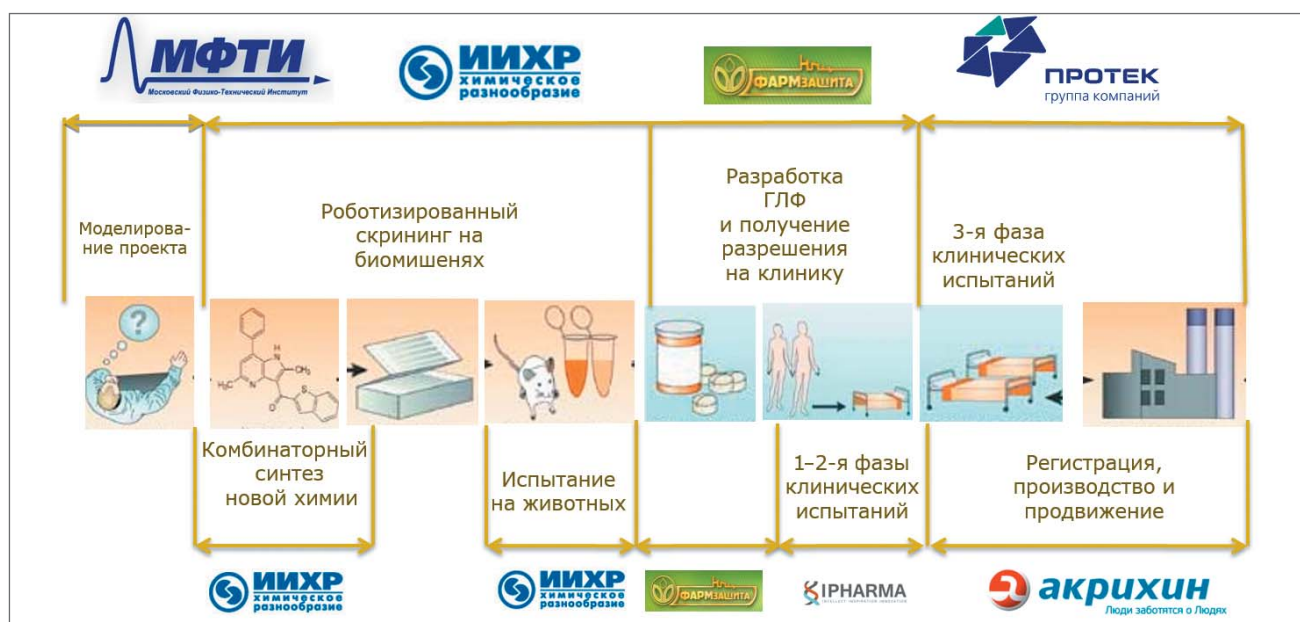 МФТИ
Московский Физико-Технический Институт
ИИХР
химическое
разнообразие
ФАРМЗАЩИТА
ПРОТЕК
группа компаний
Моделирова-
ние проекта
Роботизированный
скрининг на
биомишенях
Разработка
ГЛФ
и получение
разрешения
на клинику
3-я фаза
клинических
испытаний
?
H
N
CH₃
H₃C
N
O
S
Комбинаторный
синтез
новой химии
Испытание
на животных
1–2-я фазы
клинических
испытаний
Регистрация,
производство и
продвижение
ИИХР
химическое
разнообразие
ИИХР
химическое
разнообразие
ФАРМЗАЩИТА
IPHARMA
акрихин
Люди заботятся о Людях